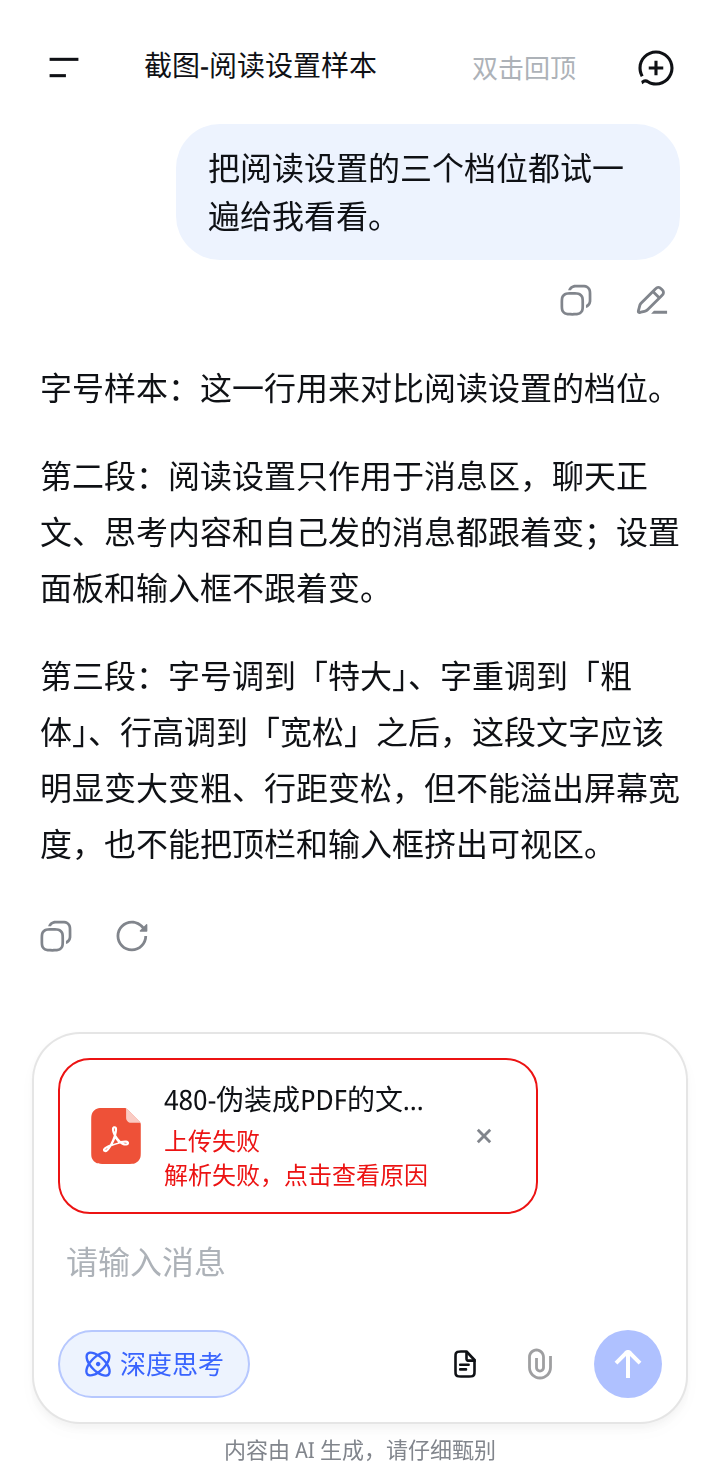 截图-阅读设置样本
双击回顶
把阅读设置的三个档位都试一
遍给我看看。
字号样本：这一行用来对比阅读设置的档位。
第二段：阅读设置只作用于消息区，聊天正
文、思考内容和自己发的消息都跟着变；设置
面板和输入框不跟着变。
第三段：字号调到「特大」、字重调到「粗
体」、行高调到「宽松」之后，这段文字应该
明显变大变粗、行距变松，但不能溢出屏幕宽
度，也不能把顶栏和输入框挤出可视区。
480-伪装成PDF的文...
上传失败
解析失败，点击查看原因
请输入消息
深度思考
内容由 AI 生成，请仔细甄别